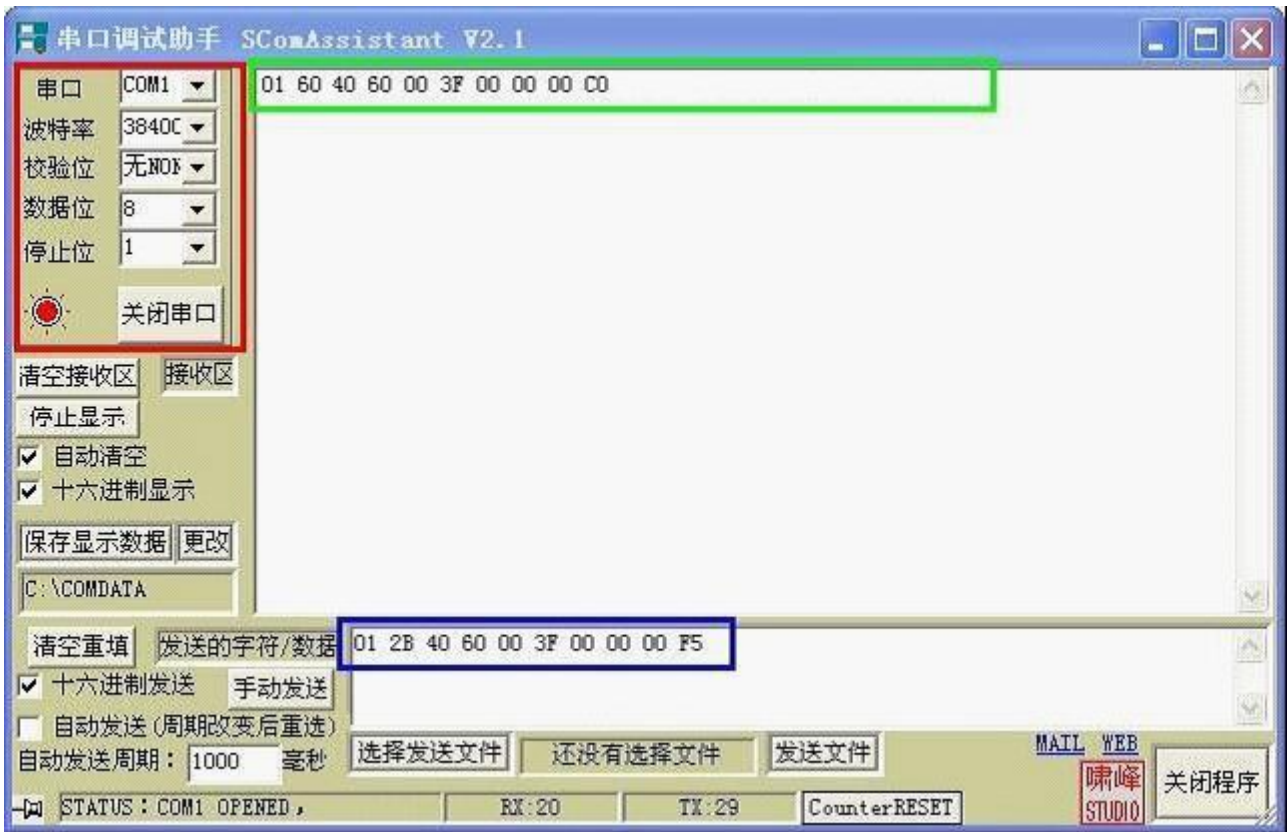 串口调试助手 SComAssistant V2.1
串口 COM1
01 60 40 60 00 3F 00 00 00 C0
波特率 38400
校验位 无NON
数据位 8
停止位 1
关闭串口
清空接收区 接收区
停止显示
自动清空
十六进制显示
保存显示数据 更改
C:\COMDATA
清空重填 发送的字符/数据 01 2B 40 60 00 3F 00 00 00 F5
十六进制发送 手动发送
自动发送(周期改变后重选)
自动发送周期: 1000 毫秒 选择发送文件 还没有选择文件 发送文件 MAIL WEB
啸峰 STUDIO 关闭程序
STATUS:COM1 OPENED, RX:20 TX:29 CounterRESET